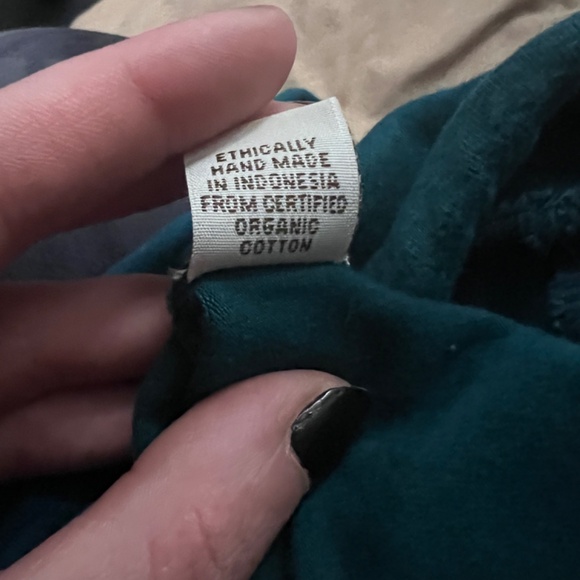 ETHICALLY
HAND MADE
IN INDONESIA
FROM CERTIFIED
ORGANIC
COTTON